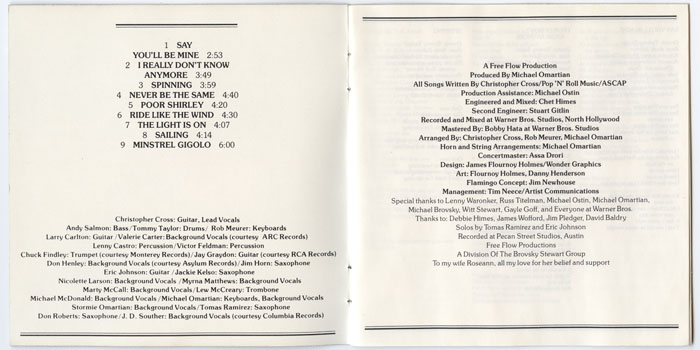 1 SAY
YOU'LL BE MINE 2:53
2 I REALLY DON'T KNOW
ANYMORE 3:49
3 SPINNING 3:59
4 NEVER BE THE SAME 4:40
5 POOR SHIRLEY 4:20
6 RIDE LIKE THE WIND 4:30
7 THE LIGHT IS ON 4:07
8 SAILING 4:14
9 MINSTREL GIGOLO 6:00
Christopher Cross: Guitar, Lead Vocals
Andy Salmon: Bass/Tommy Taylor: Drums/ Rob Meurer: Keyboards
Larry Carlton: Guitar/Valerie Carter: Background Vocals (courtesy ARC Records)
Lenny Castro: Percussion/Victor Feldman: Percussion
Chuck Findley: Trumpet (courtesy Monterey Records)/Jay Graydon: Guitar (courtesy RCA Records)
Don Henley: Background Vocals (courtesy Asylum Records)/Jim Horn: Saxophone
Eric Johnson: Guitar/Jackie Kelso: Saxophone
Nicolette Larson: Background Vocals/Myrna Matthews: Background Vocals
Marty McCall: Background Vocals/Lew McCreary: Trombone
Michael McDonald: Background Vocals/Michael Omartian: Keyboards, Background Vocals
Stormie Omartian: Background Vocals/Tomas Ramirez: Saxophone
Don Roberts: Saxophone/J. D. Souther: Background Vocals (courtesy Columbia Records)
A Free Flow Production
Produced By Michael Omartian
All Songs Written By Christopher Cross/Pop 'N' Roll Music/ASCAP
Production Assistance: Michael Ostin
Engineered and Mixed: Chet Himes
Second Engineer: Stuart Gitlin
Recorded and Mixed at Warner Bros. Studios, North Hollywood
Mastered By: Bobby Hata at Warner Bros. Studios
Arranged By: Christopher Cross, Rob Meurer, Michael Omartian
Horn and String Arrangements: Michael Omartian
Concertmaster: Assa Drori
Design: James Flournoy Holmes/Wonder Graphics
Art: Flournoy Holmes, Danny Henderson
Flamingo Concept: Jim Newhouse
Management: Tim Neece/Artist Communications
Special thanks to Lenny Waronker, Russ Titelman, Michael Ostin, Michael Omartian,
Michael Brovsky, Witt Stewart, Gayle Goff, and Everyone at Warner Bros.
Thanks to: Debbie Himes, James Wolford, Jim Pledger, David Baldry
Solos by Tomas Ramirez and Eric Johnson
Recorded at Pecan Street Studios, Austin
Free Flow Productions
A Division Of The Brovsky Stewart Group
To my wife Roseann, all my love for her belief and support